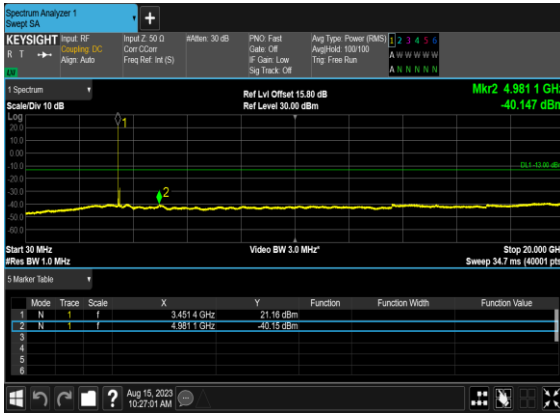 Spectrum Analyzer 1
Swept SA
+
KEYSIGHT
R T
Input: RF
Coupling: DC
Align: Auto
Input Z: 50 Ω
Corr CCorr
Freq Ref: Int (S)
#Atten: 30 dB
PNO: Fast
Gate: Off
IF Gain: Low
Sig Track: Off
Avg Type: Power (RMS)
Avg|Hold: 100/100
Trig: Free Run
1 2 3 4 5 6
A W W W W W
A N N N N N
1 Spectrum
Scale/Div 10 dB
Ref Lvl Offset 15.80 dB
Ref Level 30.00 dBm
Mkr2 4.981 1 GHz
-40.147 dBm
Log
20.0
10.0
0.00
-10.0
-20.0
-30.0
-40.0
-50.0
-60.0
1
2
DL1 -13.00 dBm
Start 30 MHz
#Res BW 1.0 MHz
Video BW 3.0 MHz*
Stop 20.000 GHz
Sweep 34.7 ms (40001 pts)
5 Marker Table
Mode Trace Scale X Y Function Function Width Function Value
1 N 1 f 3.451 4 GHz 21.16 dBm
2 N 1 f 4.981 1 GHz -40.15 dBm
3
4
5
6
?
Aug 15, 2023
10:27:01 AM